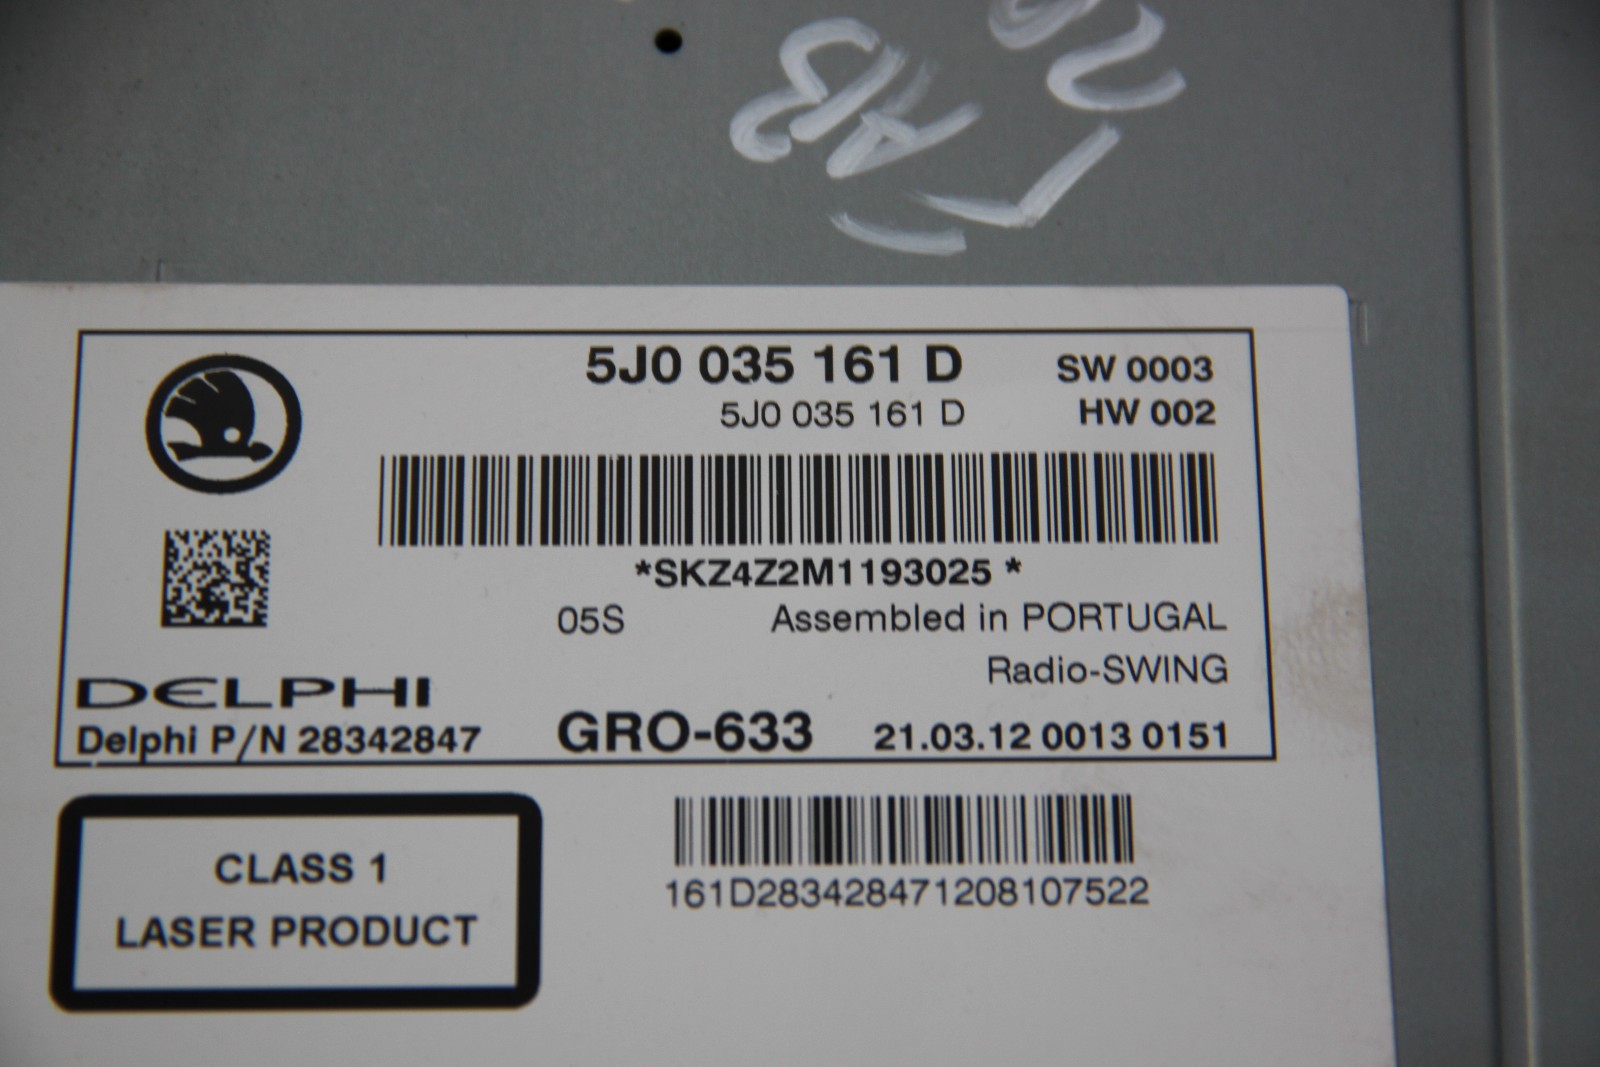 5J0 035 161 D SW 0003
5J0 035 161 D HW 002
*SKZ4Z2M1193025 *
05S Assembled in PORTUGAL
Radio-SWING
DELPHI
Delphi P/N 28342847 GRO-633 21.03.12 0013 0151
CLASS 1
LASER PRODUCT
161D283428471208107522